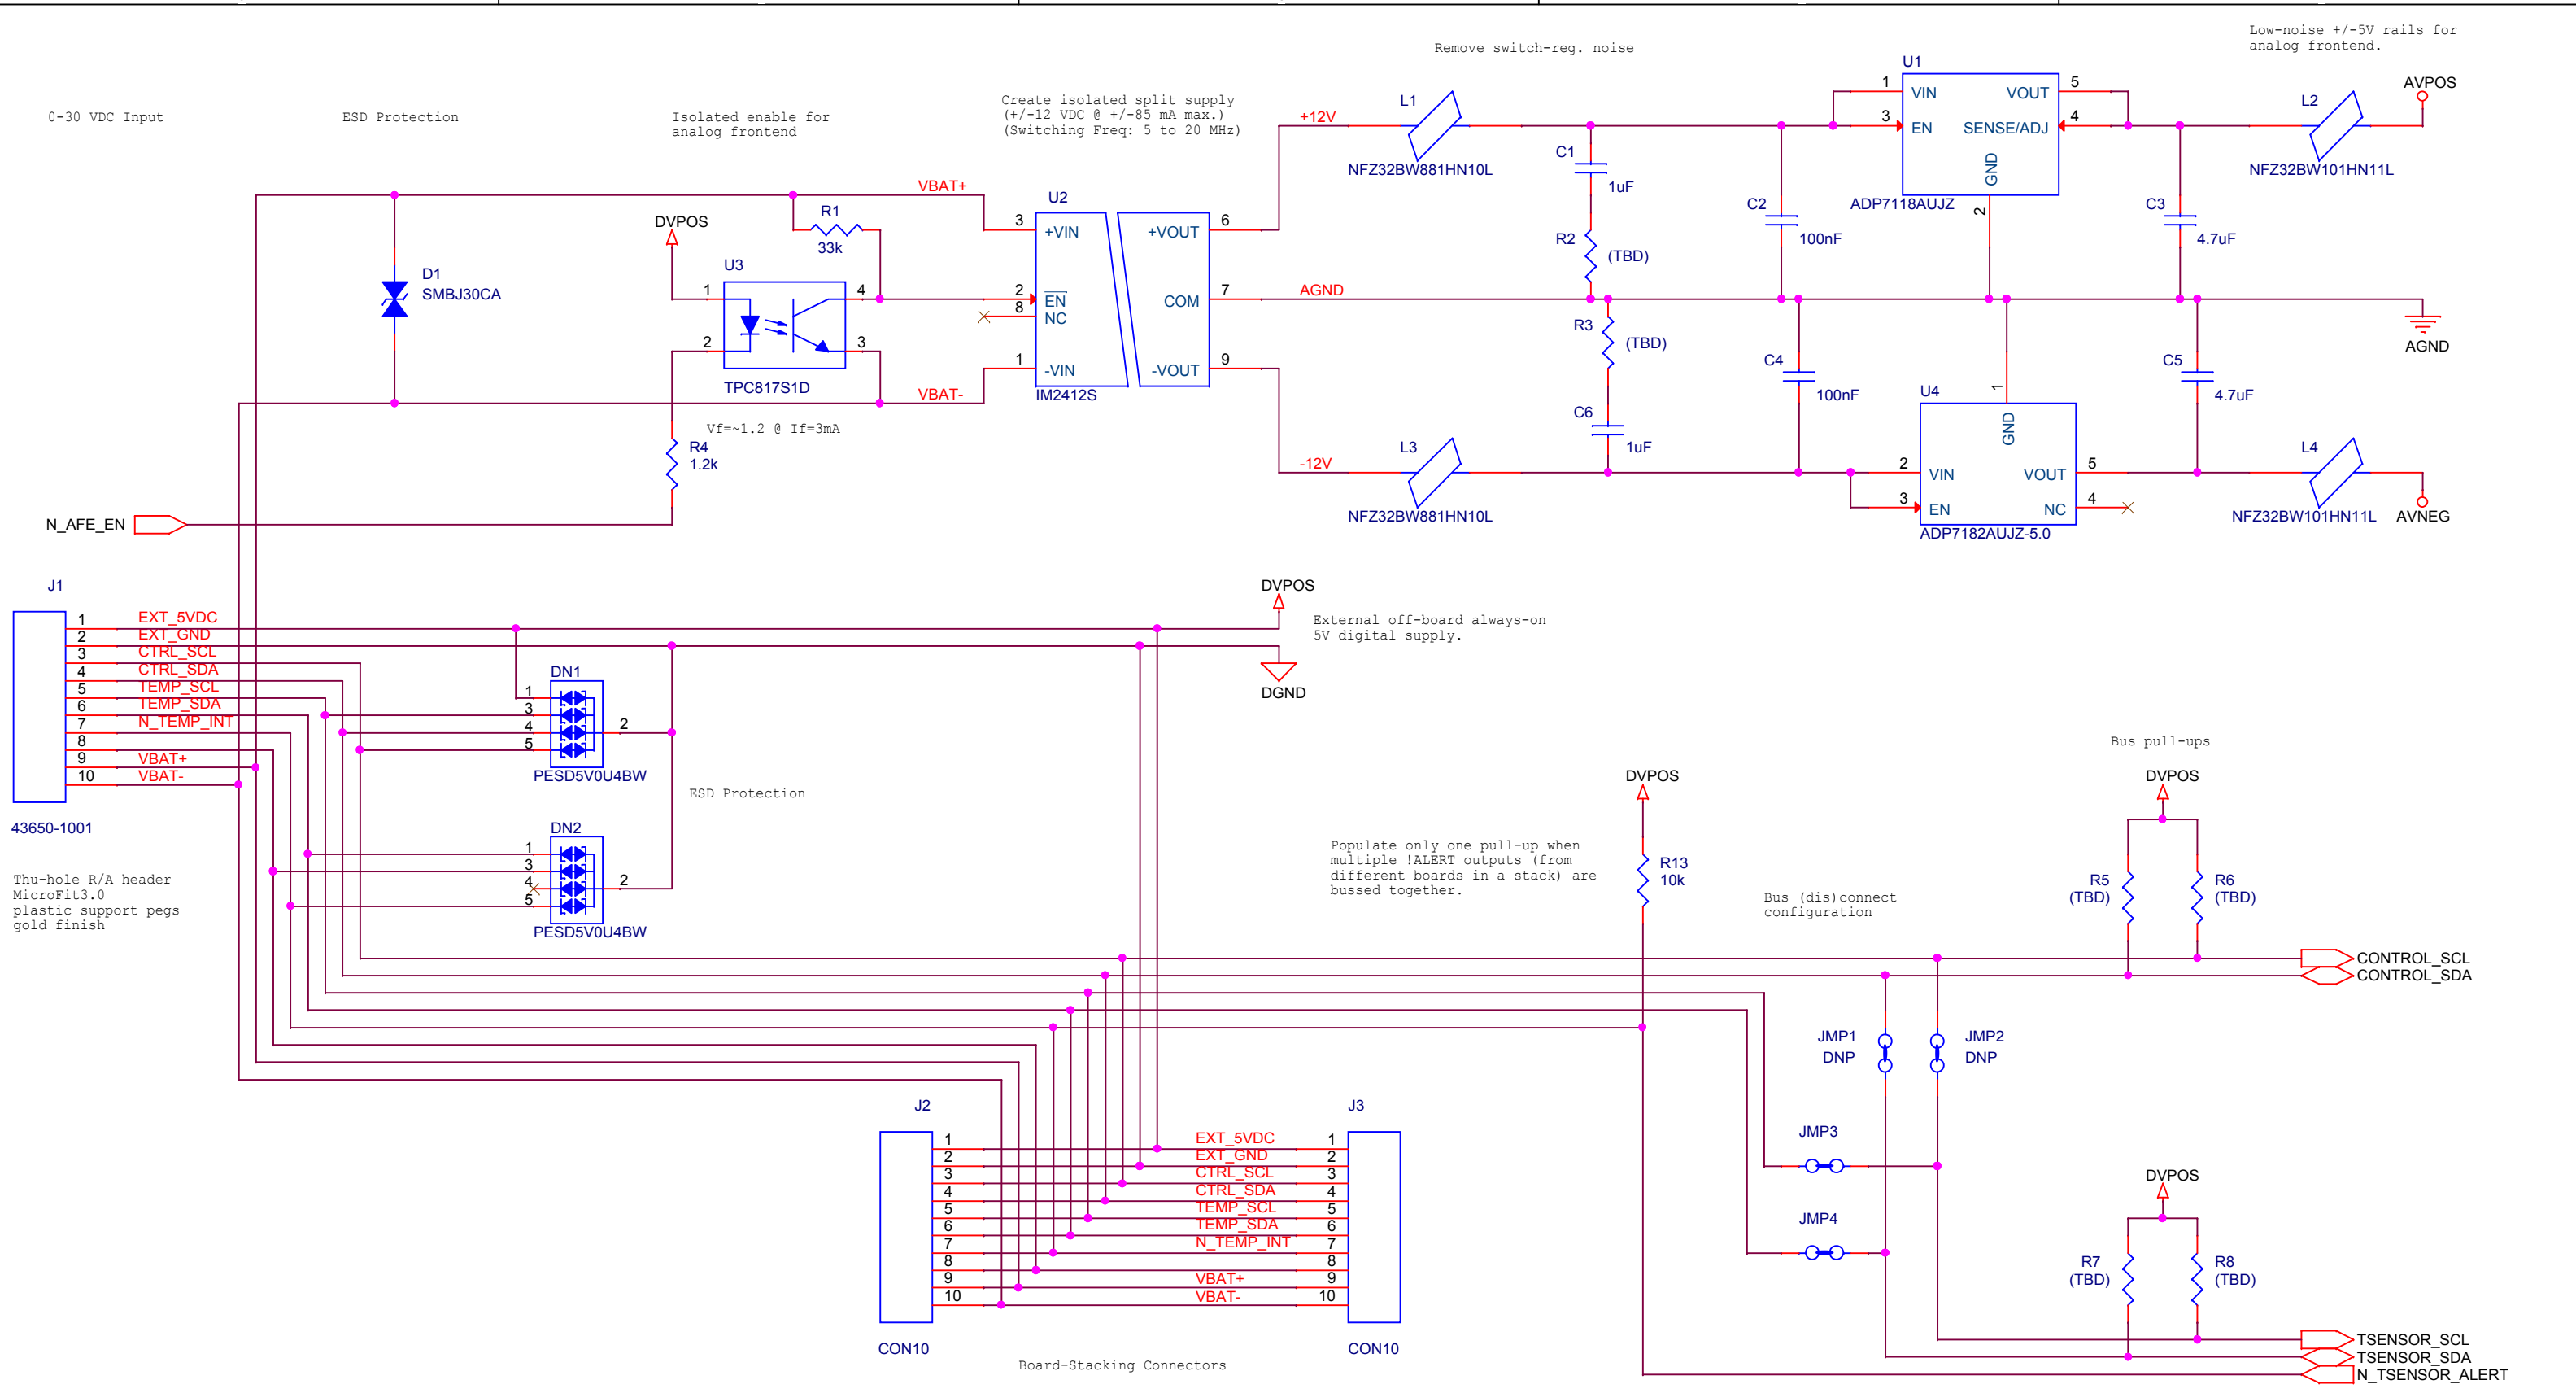 Remove switch-reg. noise
Low-noise +/-5V rails for
analog frontend.
0-30 VDC Input
ESD Protection
Isolated enable for
analog frontend
Create isolated split supply
(+/-12 VDC @ +/-85 mA max.)
(Switching Freq: 5 to 20 MHz)
+12V
L1
NFZ32BW881HN10L
C1
1uF
R2
(TBD)
C2
100nF
U1
1
VIN
3
EN
VOUT
5
SENSE/ADJ
4
GND
2
ADP7118AUJZ
C3
4.7uF
L2
NFZ32BW101HN11L
AVPOS
VBAT+
D1
SMBJ30CA
DVPOS
R1
33k
U3
1
2
4
3
TPC817S1D
Vf=~1.2 @ If=3mA
R4
1.2k
N_AFE_EN
VBAT-
U2
3
+VIN
2
EN
8
NC
1
-VIN
+VOUT
6
COM
7
-VOUT
9
IM2412S
AGND
AGND
R3
(TBD)
C6
1uF
C4
100nF
-12V
L3
NFZ32BW881HN10L
U4
1
GND
2
VIN
3
EN
VOUT
5
NC
4
ADP7182AUJZ-5.0
C5
4.7uF
L4
NFZ32BW101HN11L
AVNEG
J1
1
EXT_5VDC
2
EXT_GND
3
CTRL_SCL
4
CTRL_SDA
5
TEMP_SCL
6
TEMP_SDA
7
N_TEMP_INT
8
9
VBAT+
10
VBAT-
43650-1001
Thu-hole R/A header
MicroFit3.0
plastic support pegs
gold finish
DN1
1
3
4
5
2
PESD5V0U4BW
ESD Protection
DN2
1
3
4
5
2
PESD5V0U4BW
DVPOS
External off-board always-on
5V digital supply.
DGND
DVPOS
R13
10k
Populate only one pull-up when
multiple !ALERT outputs (from
different boards in a stack) are
bussed together.
Bus (dis)connect
configuration
Bus pull-ups
DVPOS
R5
(TBD)
R6
(TBD)
CONTROL_SCL
CONTROL_SDA
JMP1
DNP
JMP2
DNP
JMP3
JMP4
DVPOS
R7
(TBD)
R8
(TBD)
TSENSOR_SCL
TSENSOR_SDA
N_TSENSOR_ALERT
J2
J3
1
EXT_5VDC
1
2
EXT_GND
2
3
CTRL_SCL
3
4
CTRL_SDA
4
5
TEMP_SCL
5
6
TEMP_SDA
6
7
N_TEMP_INT
7
8
8
9
VBAT+
9
10
VBAT-
10
CON10
CON10
Board-Stacking Connectors